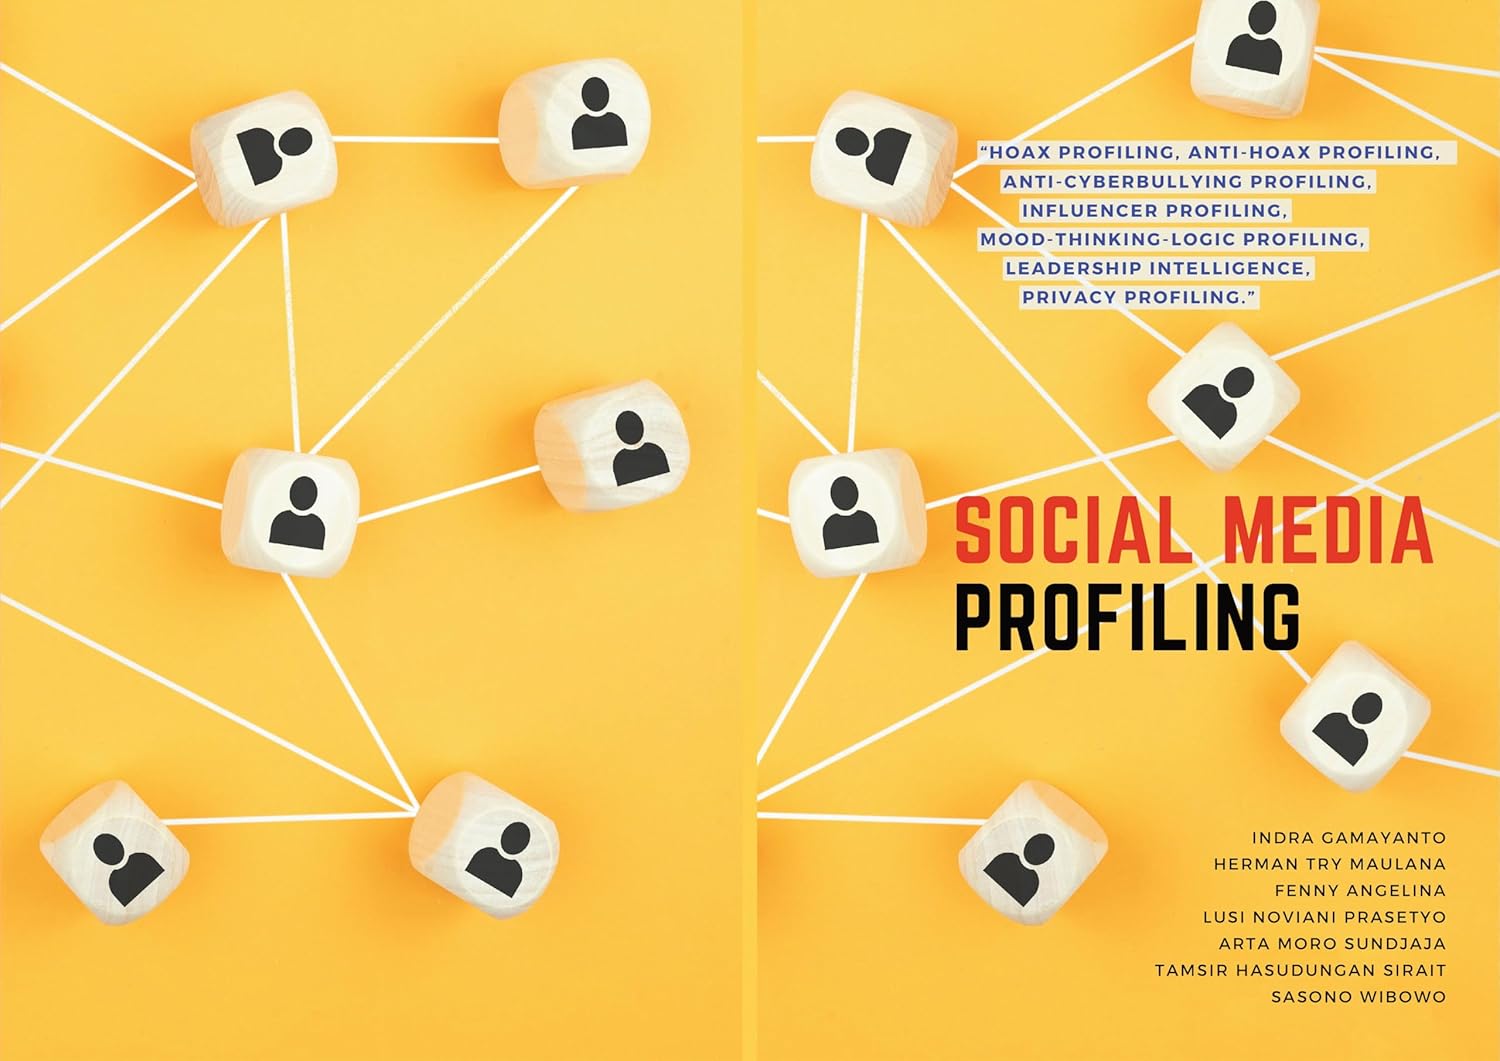 “HOAX PROFILING, ANTI-HOAX PROFILING,
ANTI-CYBERBULLYING PROFILING,
INFLUENCER PROFILING,
MOOD-THINKING-LOGIC PROFILING,
LEADERSHIP INTELLIGENCE,
PRIVACY PROFILING.”
SOCIAL MEDIA
PROFILING
INDRA GAMAYANTO
HERMAN TRY MAULANA
FENNY ANGELINA
LUSI NOVIANI PRASETYO
ARTA MORO SUNDJAJA
TAMSIR HASUDUNGAN SIRAIT
SASONO WIBOWO